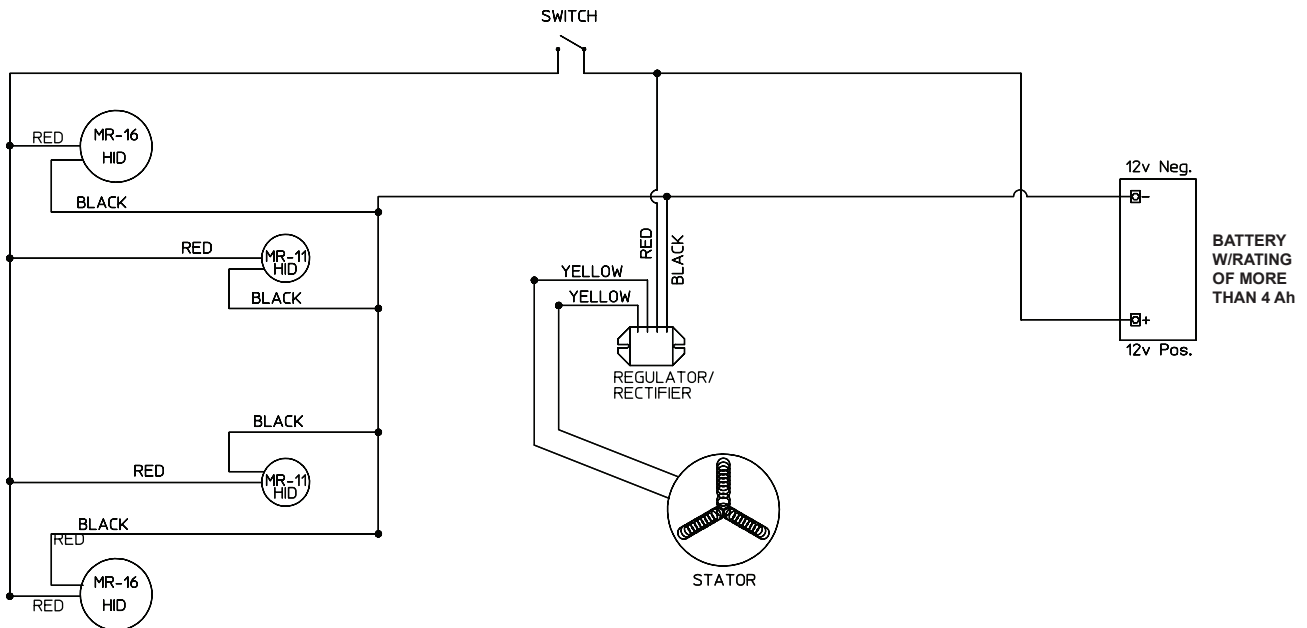 SWITCH
RED
MR-16
HID
BLACK
12v Neg.
-
RED
MR-11
HID
BLACK
RED
BLACK
BATTERY
W/RATING
OF MORE
THAN 4 Ah
YELLOW
YELLOW
+
12v Pos.
REGULATOR/
RECTIFIER
BLACK
RED
MR-11
HID
BLACK
RED
MR-16
HID
RED
STATOR